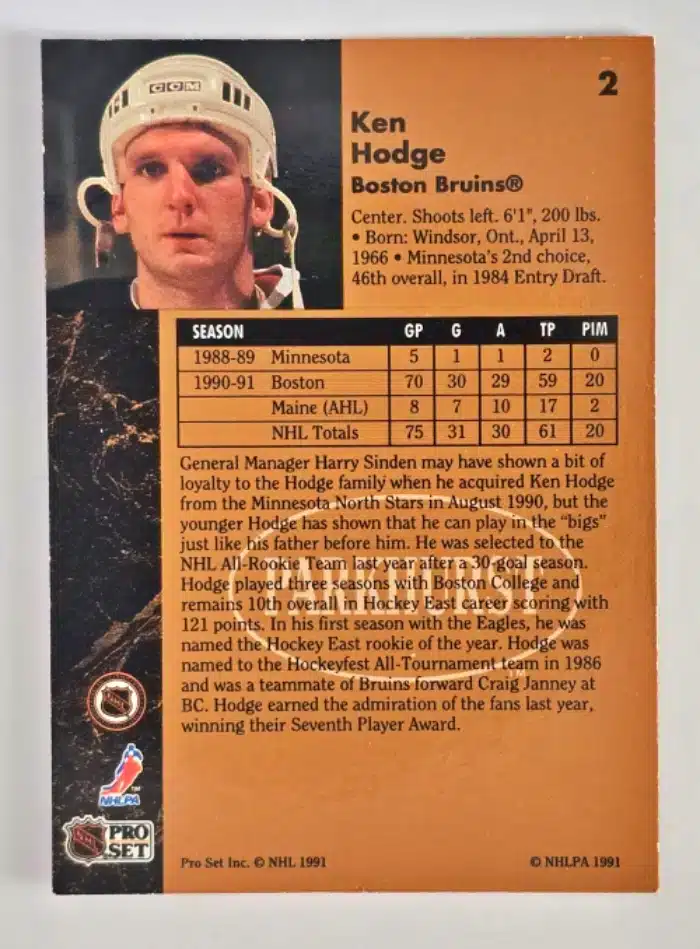 CCM
2
Ken
Hodge
Boston Bruins®
Center. Shoots left. 6'1", 200 lbs.
• Born: Windsor, Ont., April 13,
1966 • Minnesota's 2nd choice,
46th overall, in 1984 Entry Draft.
SEASON GP G A TP PIM
1988-89 Minnesota 5 1 1 2 0
1990-91 Boston 70 30 29 59 20
Maine (AHL) 8 7 10 17 2
NHL Totals 75 31 30 61 20
General Manager Harry Sinden may have shown a bit of
loyalty to the Hodge family when he acquired Ken Hodge
from the Minnesota North Stars in August 1990, but the
younger Hodge has shown that he can play in the “bigs”
just like his father before him. He was selected to the
NHL All-Rookie Team last year after a 30-goal season.
Hodge played three seasons with Boston College and
remains 10th overall in Hockey East career scoring with
121 points. In his first season with the Eagles, he was
named the Hockey East rookie of the year. Hodge was
named to the Hockeyfest All-Tournament team in 1986
and was a teammate of Bruins forward Craig Janney at
BC. Hodge earned the admiration of the fans last year,
winning their Seventh Player Award.
PARKHURST
NHL
NHLPA™
NHL PRO
SET
Pro Set Inc. © NHL 1991 © NHLPA 1991